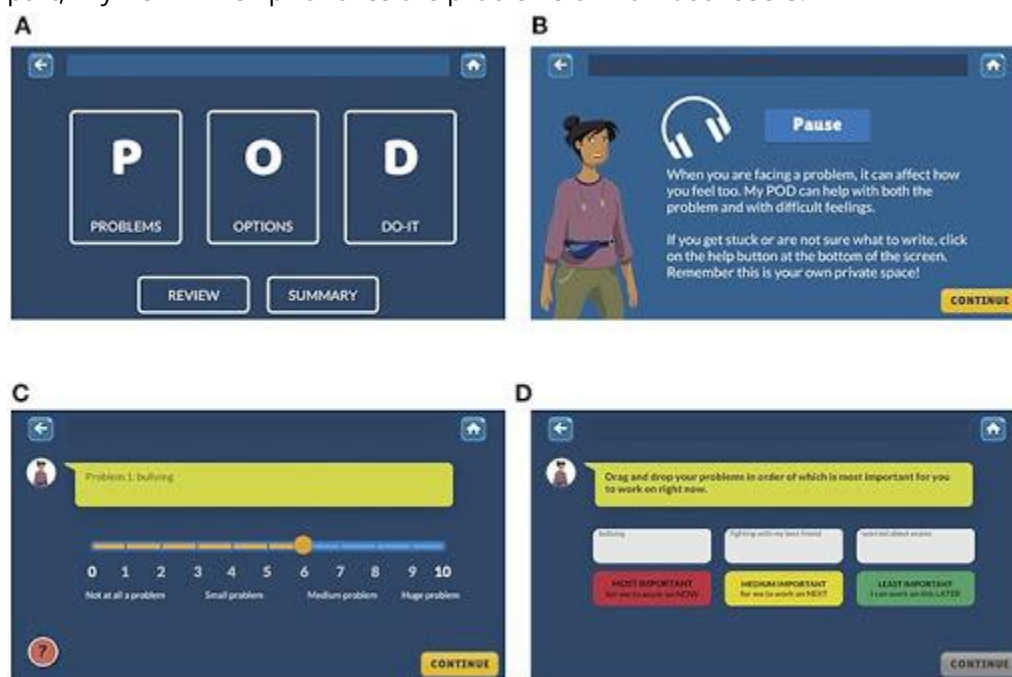 A
B
P
O
D
PROBLEMS
OPTIONS
DO-IT
REVIEW
SUMMARY
Pause
When you are facing a problem, it can affect how
you feel too. My POD can help with both the
problem and with difficult feelings.
If you get stuck or are not sure what to write, click
on the help button at the bottom of the screen.
Remember this is your own private space!
CONTINUE
C
D
Problem 1: bullying
0 1 2 3 4 5 6 7 8 9 10
Not at all a problem Small problem Medium problem Huge problem
?
CONTINUE
Drag and drop your problems in order of which is most important for you
to work on right now.
bullying
fighting with my best friend
worried about exams
MOST IMPORTANT
for me to work on NOW
MEDIUM IMPORTANT
for me to work on NEXT
LEAST IMPORTANT
I can work on this LATER
CONTINUE